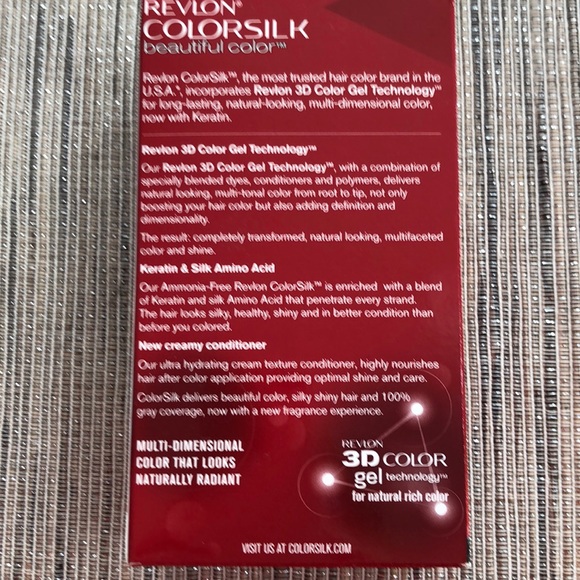 REVLON®
COLORSILK
beautiful color™
Revlon ColorSilk™, the most trusted hair color brand in the
U.S.A.*, incorporates Revlon 3D Color Gel Technology™
for long-lasting, natural-looking, multi-dimensional color,
now with Keratin.
Revlon 3D Color Gel Technology™
Our Revlon 3D Color Gel Technology™, with a combination of
specially blended dyes, conditioners and polymers, delivers
natural looking, multi-tonal color from root to tip, not only
boosting your hair color but also adding definition and
dimensionality.
The result: completely transformed, natural looking, multifaceted
color and shine.
Keratin & Silk Amino Acid
Our Ammonia-Free Revlon ColorSilk™ is enriched with a blend
of Keratin and silk Amino Acid that penetrate every strand.
The hair looks silky, healthy, shiny and in better condition than
before you colored.
New creamy conditioner
Our ultra hydrating cream texture conditioner, highly nourishes
hair after color application providing optimal shine and care.
ColorSilk delivers beautiful color, silky shiny hair and 100%
gray coverage, now with a new fragrance experience.
MULTI-DIMENSIONAL
COLOR THAT LOOKS
NATURALLY RADIANT
REVLON
3D COLOR
gel technology™
for natural rich color
VISIT US AT COLORSILK.COM